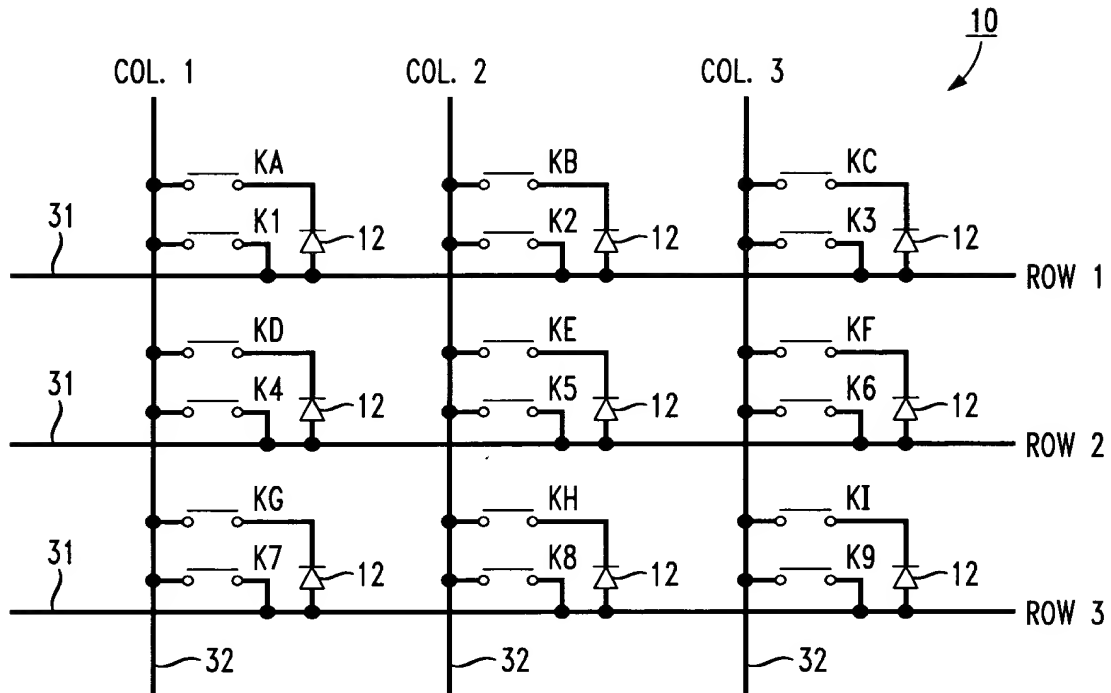 10
COL. 1 COL. 2 COL. 3
KA KB KC
31 K1 12 K2 12 K3 12
ROW 1
KD KE KF
31 K4 12 K5 12 K6 12
ROW 2
KG KH KI
31 K7 12 K8 12 K9 12
ROW 3
32 32 32